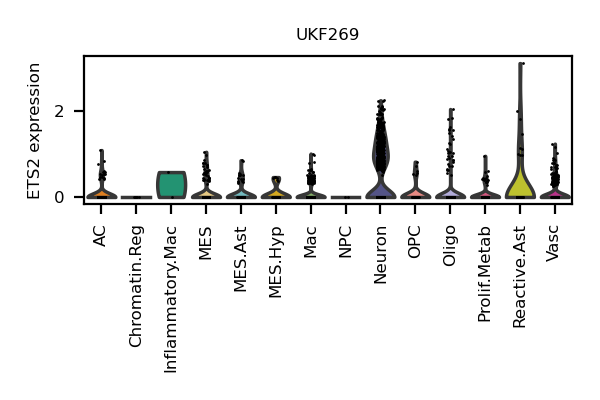 UKF269
ETS2 expression
2
0
AC
Chromatin.Reg
Inflammatory.Mac
MES
MES.Ast
MES.Hyp
Mac
NPC
Neuron
OPC
Oligo
Prolif.Metab
Reactive.Ast
Vasc